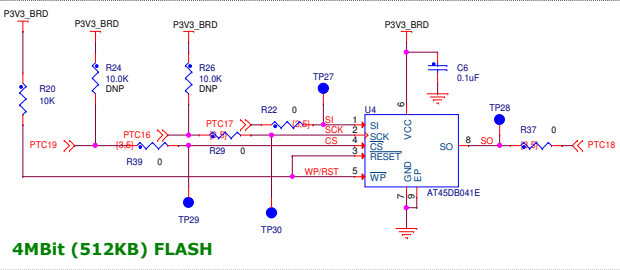 P3V3_BRD
P3V3_BRD
P3V3_BRD
P3V3_BRD
R20
10K
R24
10.0K
DNP
R26
10.0K
DNP
C6
0.1uF
TP27
TP28
PTC17
R22
0
SI
PTC16
SCK
PTC19
[3,5]
R39
0
R29
0
CS
WP/RST
U4
1
2
4
3
5
SI
SCK
CS
RESET
WP
6
VCC
SO
8
SO
R37
0
PTC18
GND
EP
7
9
AT45DB041E
TP29
TP30
4MBit (512KB) FLASH